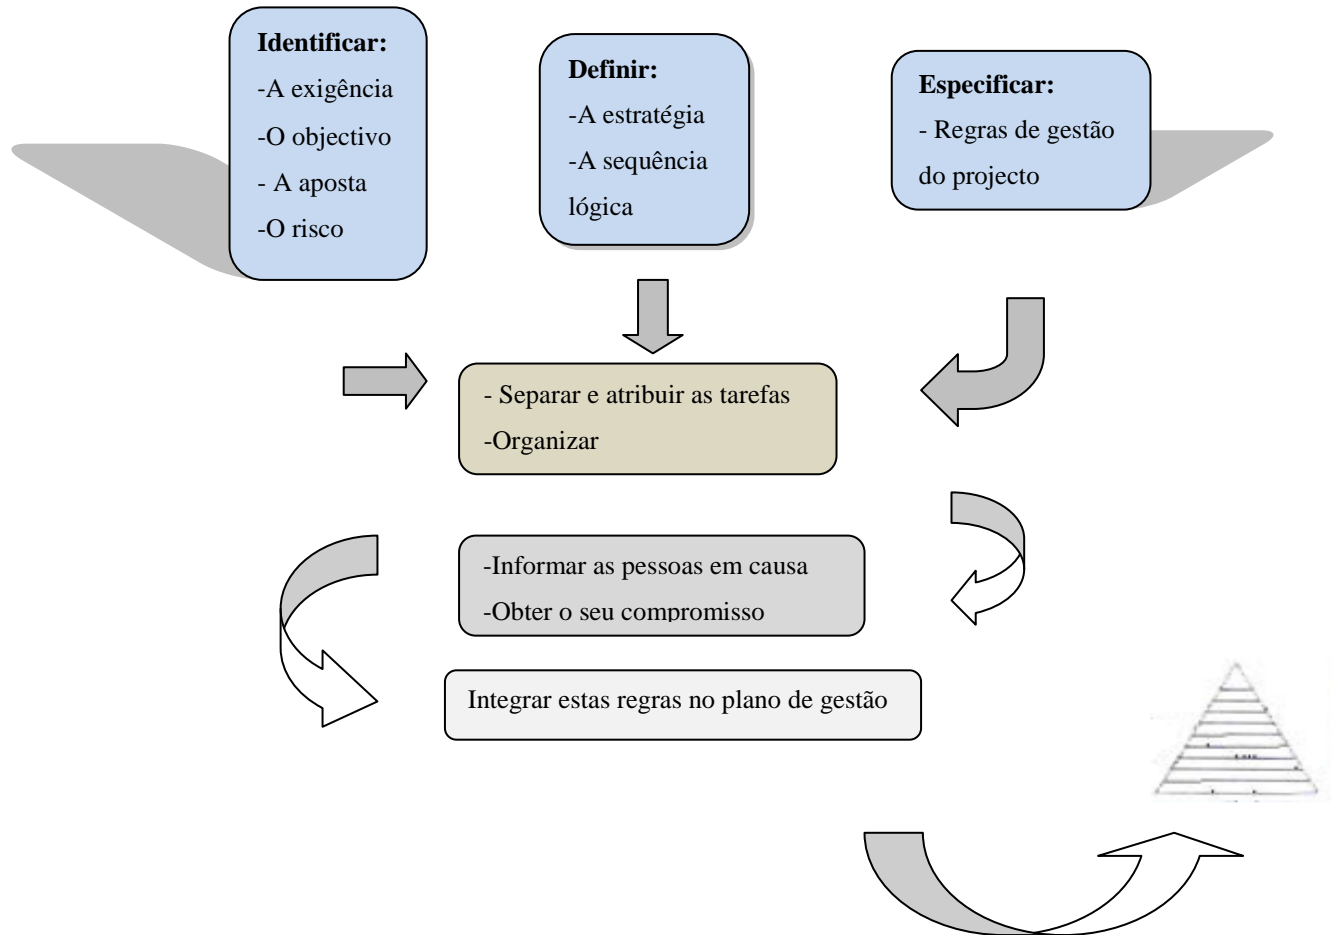 Identificar:
-A exigência
-O objectivo
- A aposta
-O risco
Definir:
-A estratégia
-A sequência
lógica
Especificar:
- Regras de gestão
do projecto
- Separar e atribuir as tarefas
-Organizar
-Informar as pessoas em causa
-Obter o seu compromisso
Integrar estas regras no plano de gestão